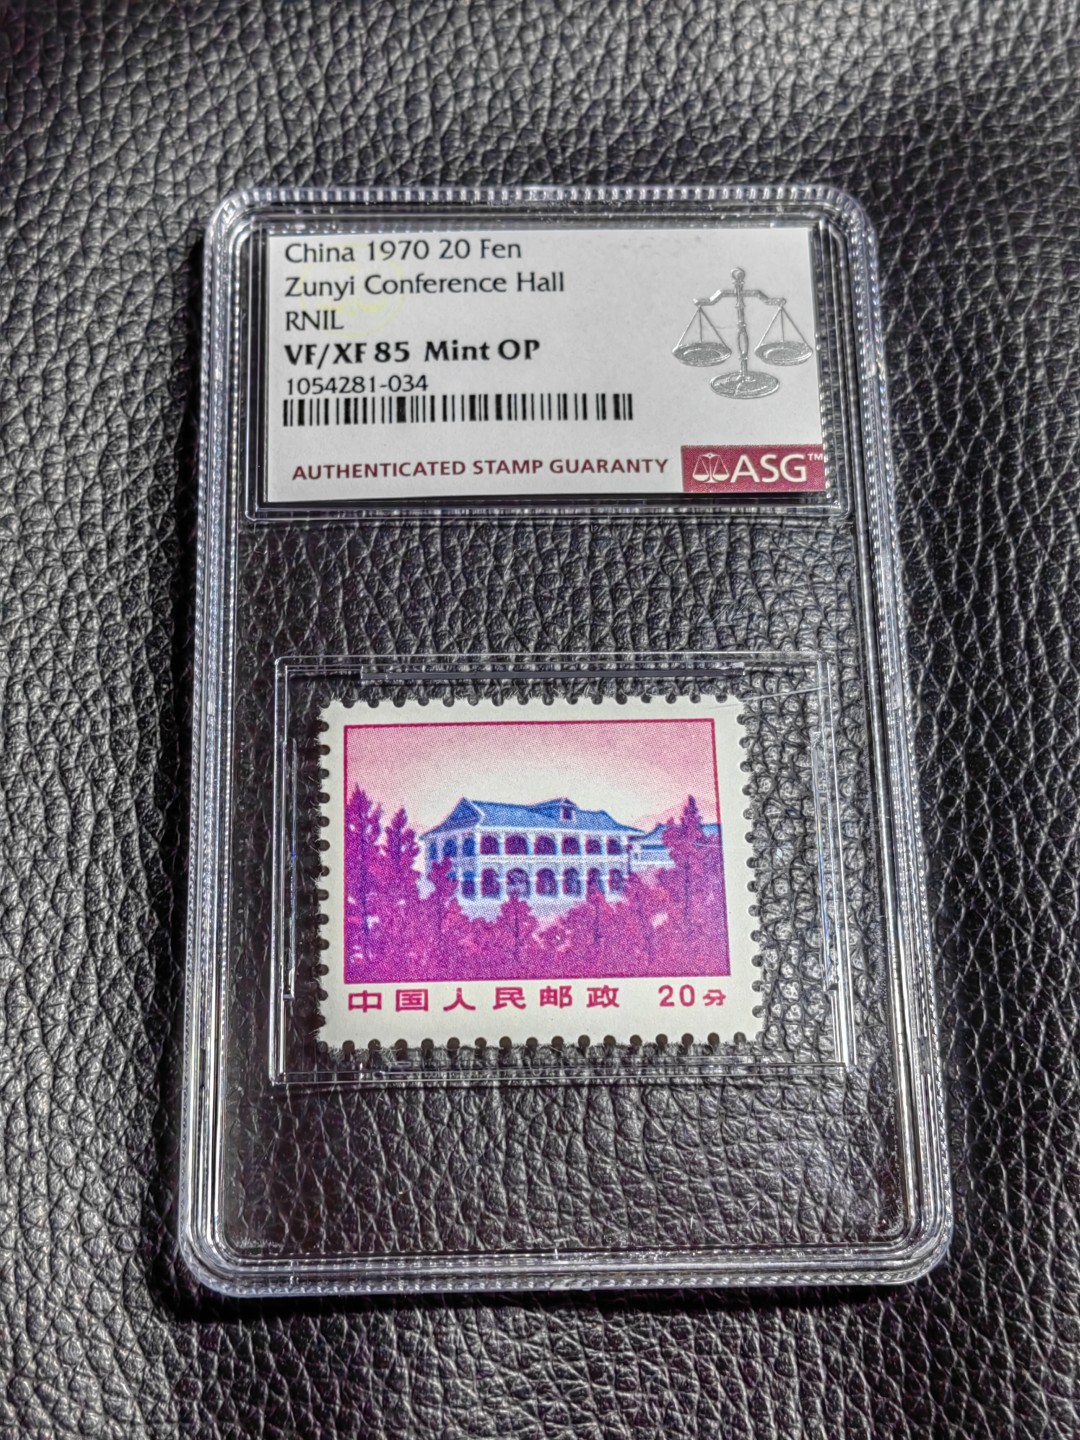 China 1970 20 Fen
Zunyi Conference Hall
RNIL
VF/XF 85 Mint OP
1054281-034
AUTHENTICATED STAMP GUARANTY ASG™
中国人民邮政 20分